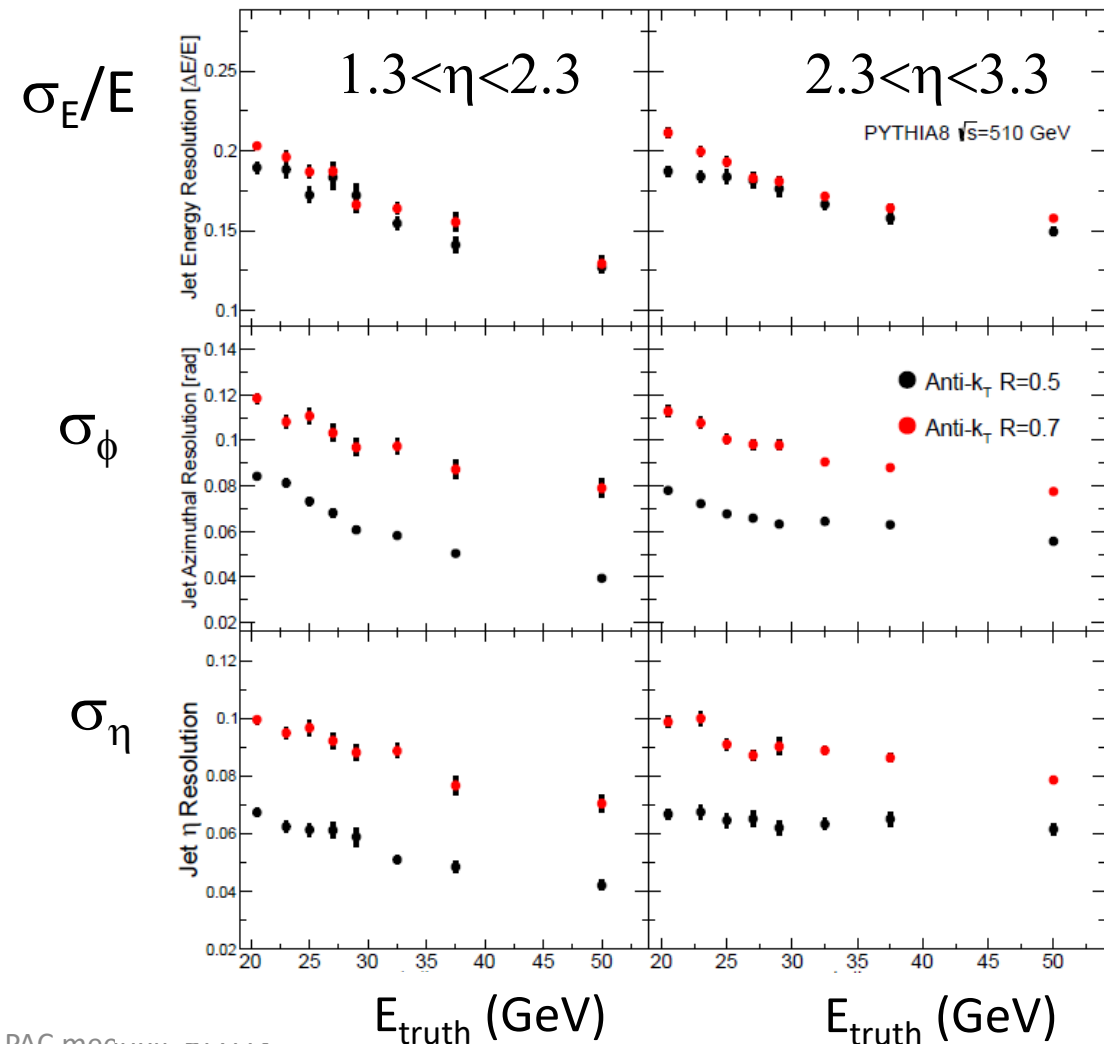 σE/E
Jet Energy Resolution [ΔE/E]
0.25
0.2
0.15
0.1
1.3<η<2.3
2.3<η<3.3
PYTHIA8 √s=510 GeV
σϕ
Jet Azimuthal Resolution [rad]
0.14
0.12
0.1
0.08
0.06
0.04
0.02
Anti-kT R=0.5
Anti-kT R=0.7
ση
Jet η Resolution
0.12
0.1
0.08
0.06
0.04
0.02
20 25 30 35 40 45 50
20 25 30 35 40 45 50
Etruth (GeV)
Etruth (GeV)
PAC